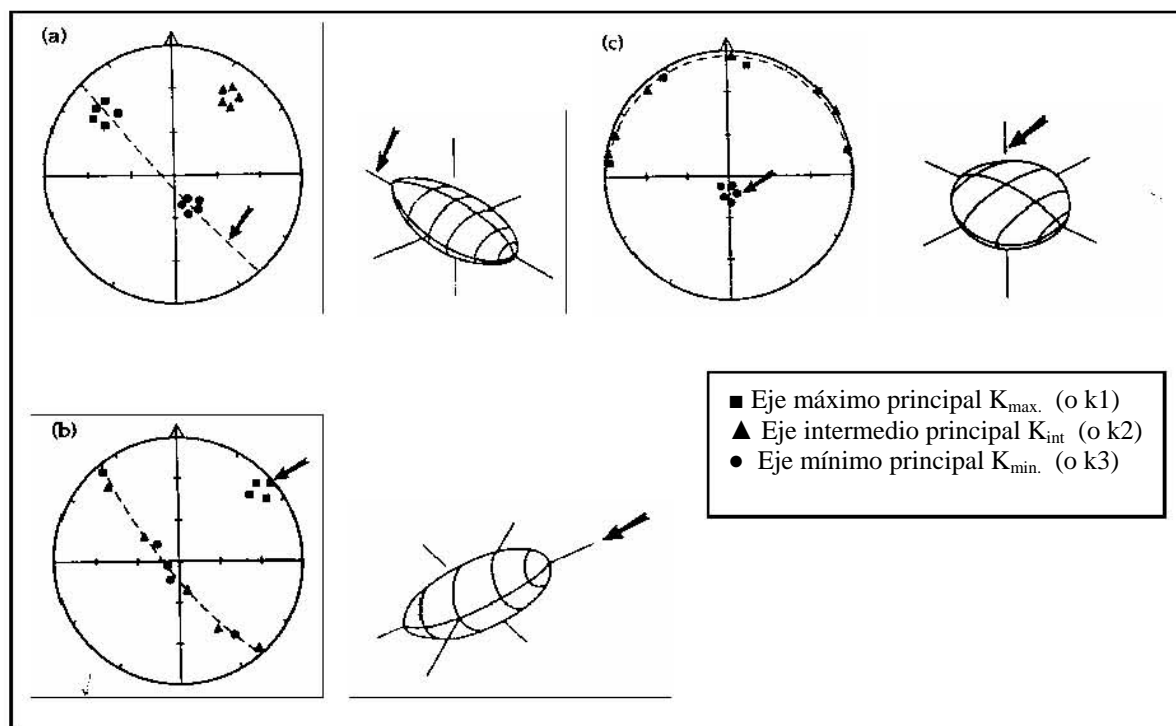 (a)
(c)
(b)
■ Eje máximo principal Kmax. (o k1)
▲ Eje intermedio principal Kint (o k2)
● Eje mínimo principal Kmin. (o k3)